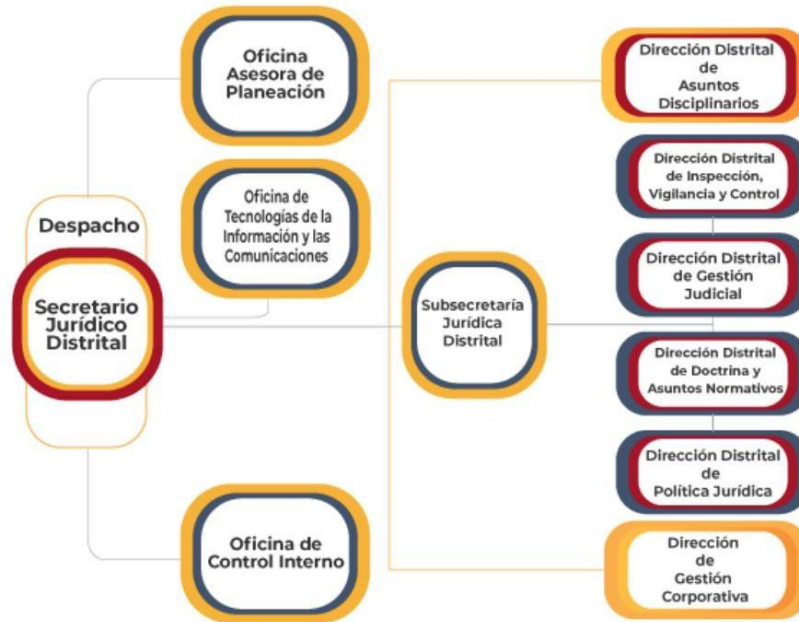 Oficina
Asesora de
Planeación
Oficina de
Tecnologías de la
Información y las
Comunicaciones
Despacho
Secretario
Jurídico
Distrital
Oficina de
Control Interno
Subsecretaría
Jurídica
Distrital
Dirección Distrital
de
Asuntos
Disciplinarios
Dirección Distrital
de Inspección,
Vigilancia y Control
Dirección Distrital
de Gestión
Judicial
Dirección Distrital
de Doctrina y
Asuntos Normativos
Dirección Distrital
de
Política Jurídica
Dirección
de
Gestión
Corporativa